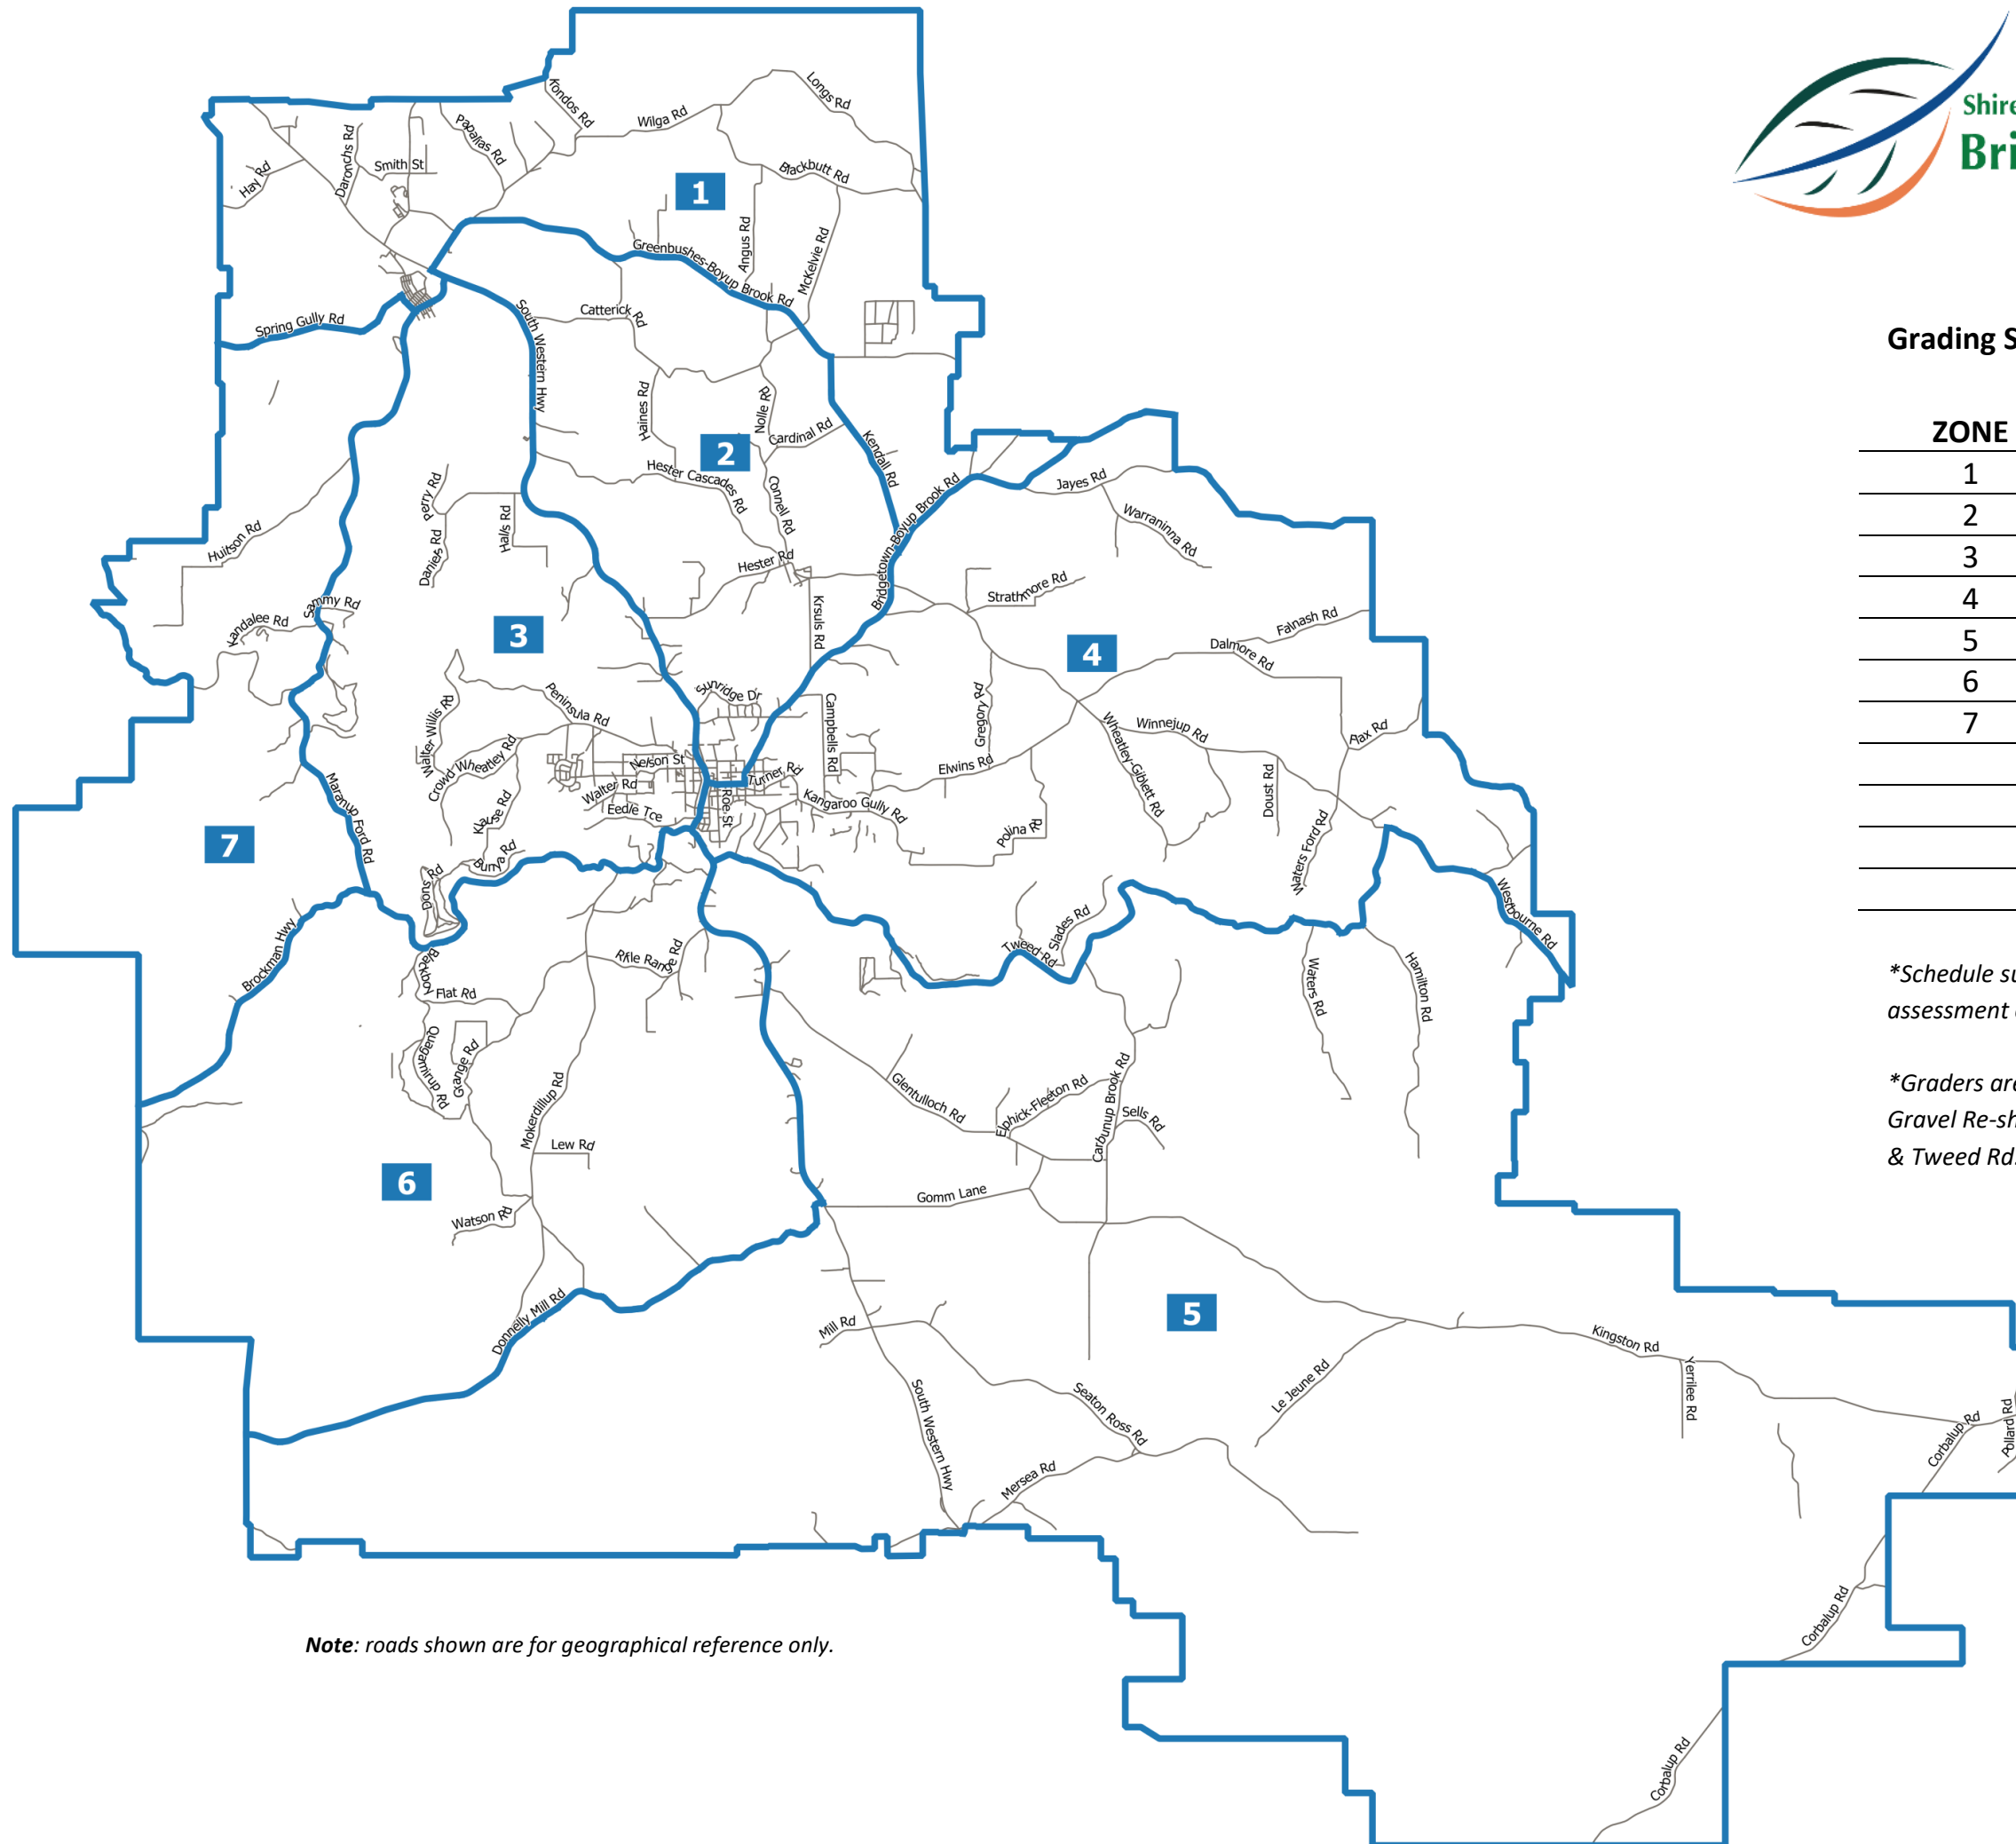 Shire
Bri
Grading S
ZONE
1
2
3
4
5
6
7
*Schedule su
assessment
*Graders are
Gravel Re-sh
& Tweed Rd.
Kondos Rd
Wilga Rd
Longs Rd
Papalias Rd
Daronchs Rd
Smith St
Hay Rd
Blackbutt Rd
1
Angus Rd
McKelvie Rd
Greenbushes-Boyup Brook Rd
Spring Gully Rd
South Western Hwy
Catterick Rd
Haines Rd
Nolle Rd
Cardinal Rd
2
Kendall Rd
Hester Cascades Rd
Connell Rd
Bridgetown-Boyup Brook Rd
Jayes Rd
Warraninna Rd
Perry Rd
Halls Rd
Daniels Rd
Huitson Rd
Hester Rd
Strathmore Rd
Sammy Rd
Kandalee Rd
Krsuls Rd
Falnash Rd
3
4
Dalmore Rd
Sunridge Dr
Peninsula Rd
Walter Willis Rd
Campbells Rd
Gregory Rd
Winnejup Rd
Flax Rd
Wheatley-Giblett Rd
Crowd Wheatley Rd
Nelson St
Turner Rd
Elwins Rd
Walter Rd
Roe St
Kangaroo Gully Rd
Doust Rd
Eedle Tce
Klause Rd
Maranup Ford Rd
Polina Rd
Waters Ford Rd
7
Burrye Rd
Dons Rd
Westbourne Rd
Brockman Hwy
Slades Rd
Tweed Rd
Rifle Range Rd
Flat Rd
Waters Rd
Hamilton Rd
Quagamirup Rd
Grange Rd
Mokerdillup Rd
Glentulloch Rd
Elphick-Fleeton Rd
Carbunup Brook Rd
Sells Rd
Lew Rd
6
Gomm Lane
Watson Rd
Donnelly Mill Rd
5
Mill Rd
Kingston Rd
Yerrilee Rd
Le Jeune Rd
Seaton Ross Rd
South Western Hwy
Mersea Rd
Corbalup Rd
Pollard Rd
Corbalup Rd
Corbalup Rd
Note: roads shown are for geographical reference only.